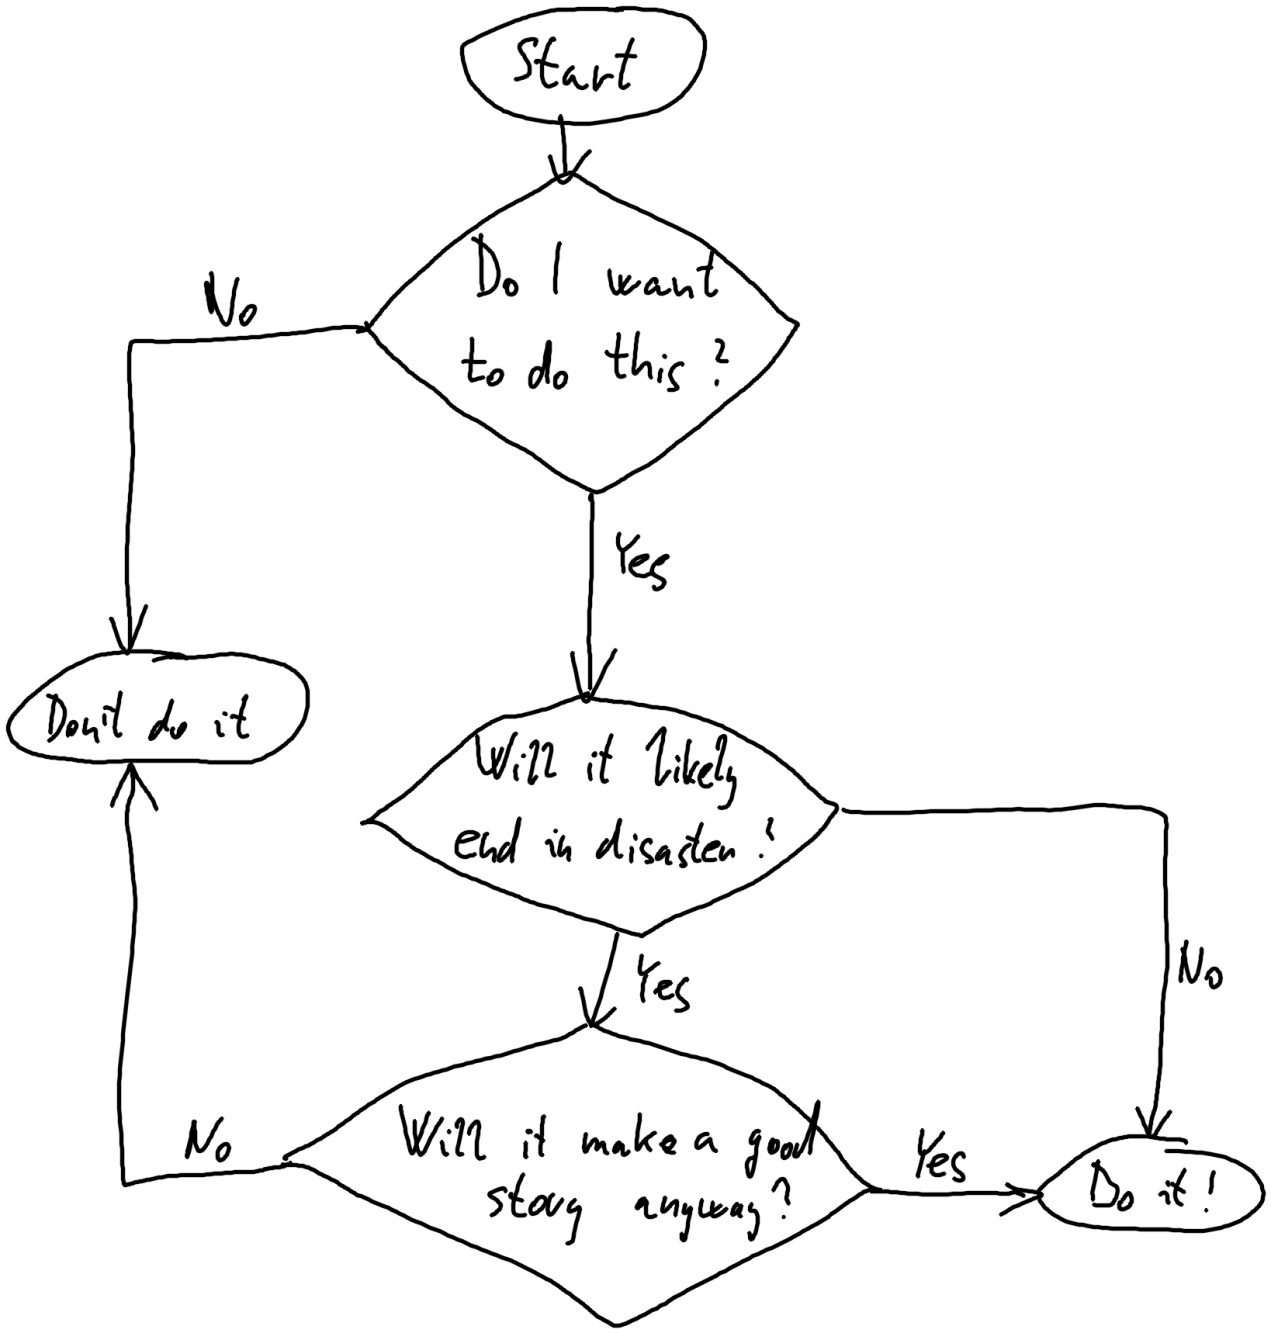 Start
Do I want
to do this?
No
Yes
Don't do it
Will it likely
end in disaster?
No
Yes
Will it make a good
story anyway?
No
Yes
Do it!